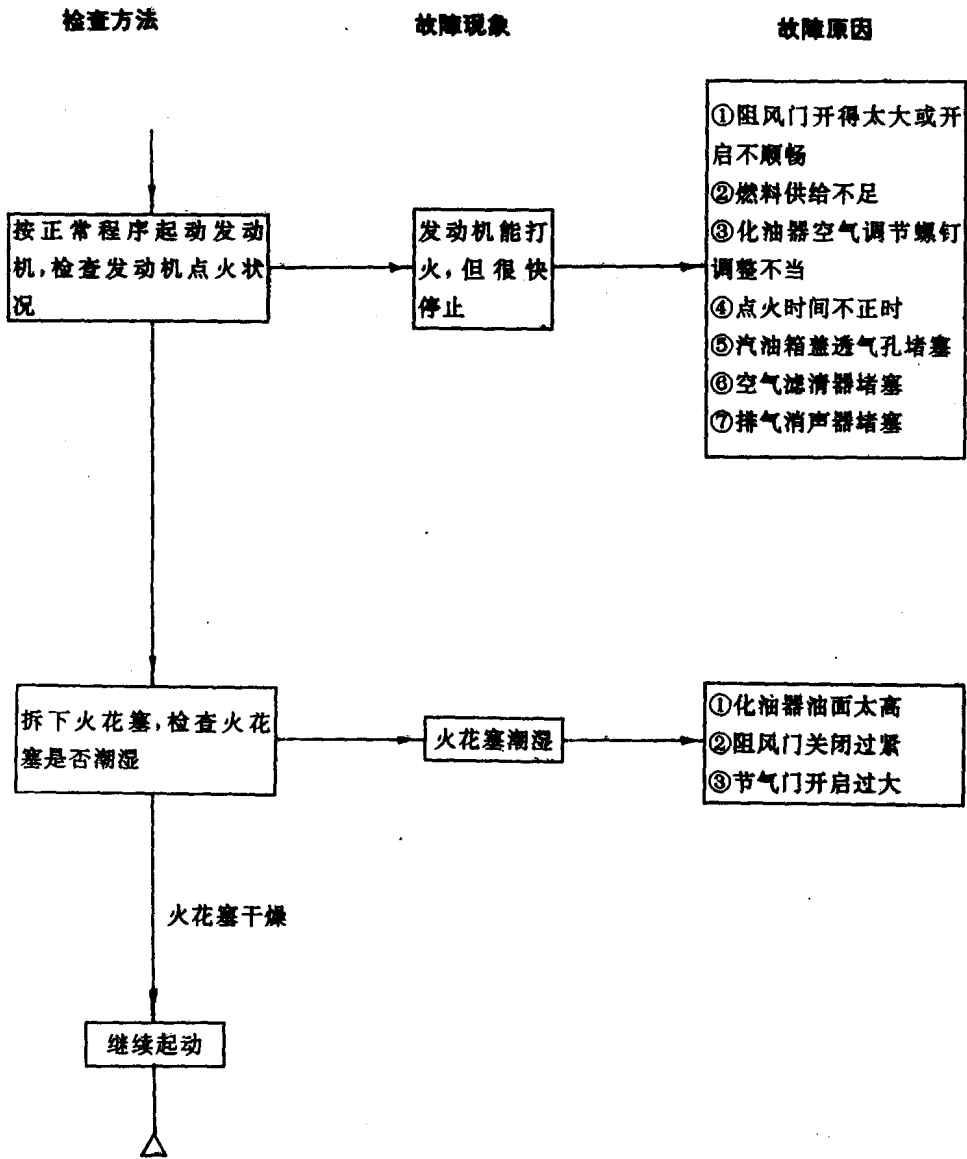 检查方法
故障现象
故障原因
按正常程序起动发动
机，检查发动机点火状
况
发动机能打
火，但很快
停止
①阻风门开得太大或开
启不顺畅
②燃料供给不足
③化油器空气调节螺钉
调整不当
④点火时间不正时
⑤汽油箱盖透气孔堵塞
⑥空气滤清器堵塞
⑦排气消声器堵塞
拆下火花塞，检查火花
塞是否潮湿
火花塞潮湿
①化油器油面太高
②阻风门关闭过紧
③节气门开启过大
火花塞干燥
继续起动